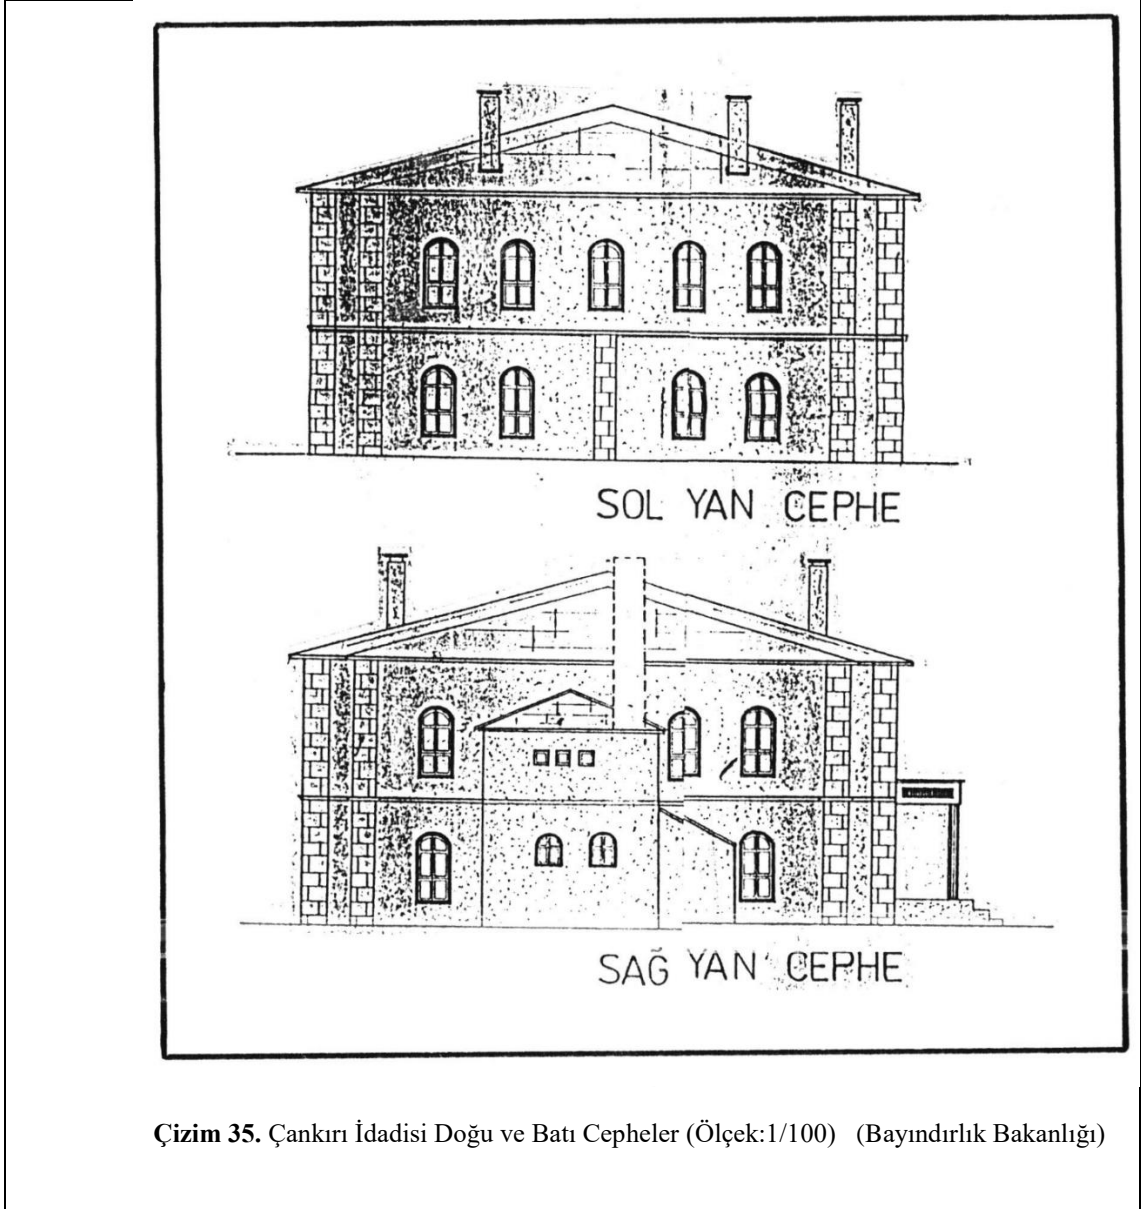 SOL YAN CEPHE
SAĞ YAN CEPHE
Çizim 35. Çankırı İdadisi Doğu ve Batı Cepheler (Ölçek:1/100) (Bayındırlık Bakanlığı)